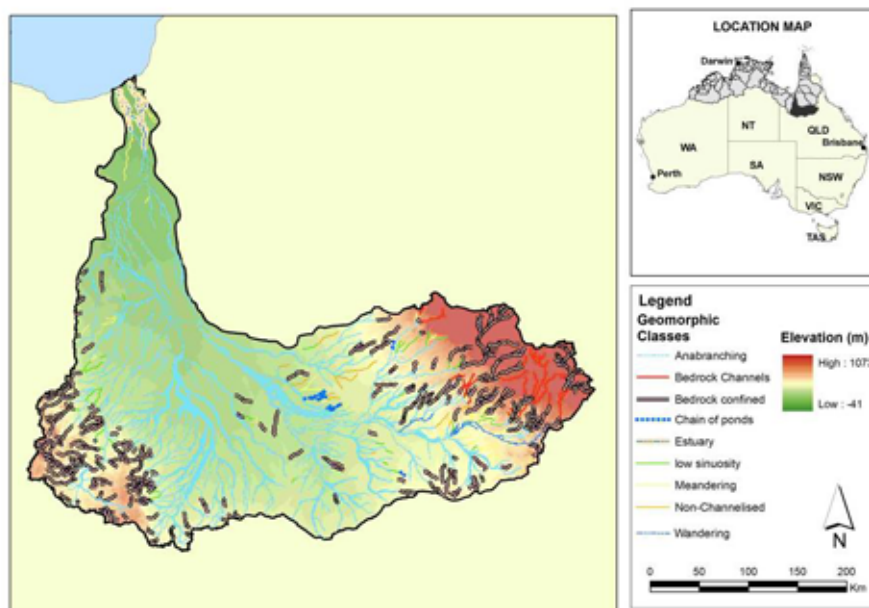 LOCATION MAP
Darwin
NT
QLD
Brisbane
WA
SA
Perth
NSW
VIC
TAS
Legend
Geomorphic
Classes
Elevation (m)
Anabranching
High : 1073
Bedrock Channels
Bedrock confined
Low : -41
Chain of ponds
Estuary
low sinuosity
Meandering
Non-Channelised
Wandering
N
0 50 100 150 200
Km